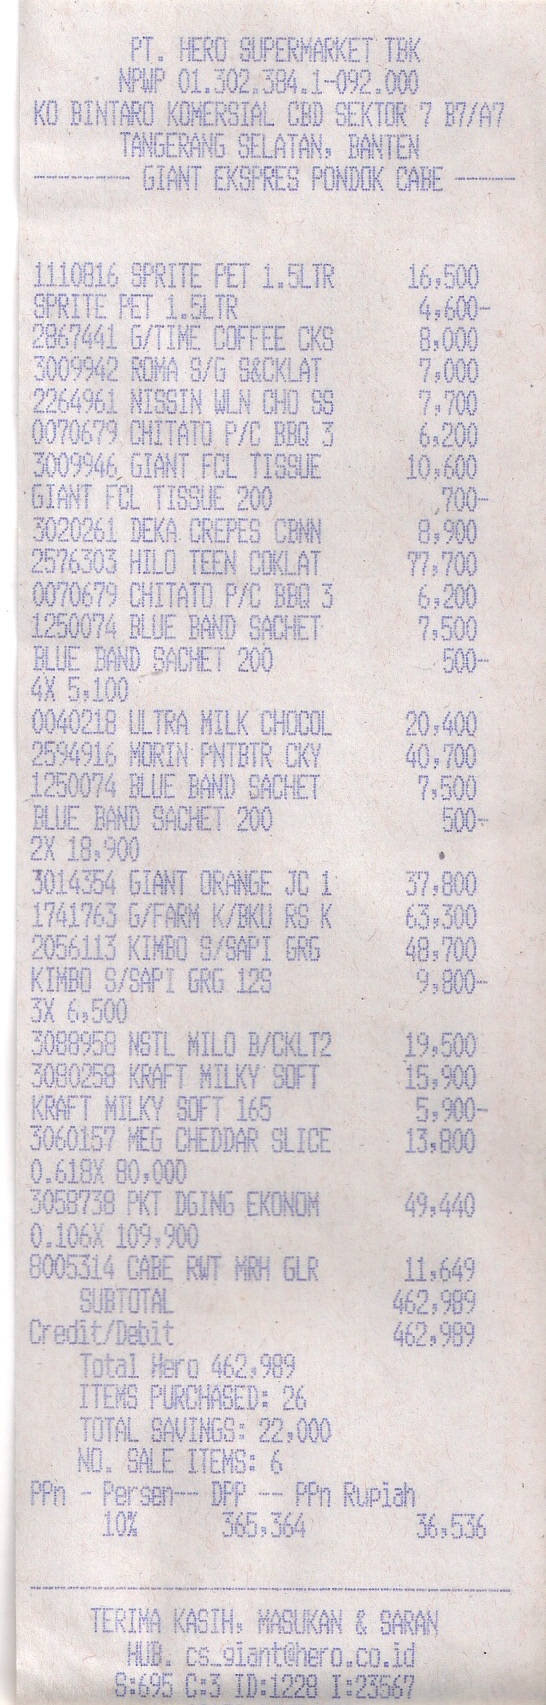 PT. HERO SUPERMARKET TBK
NPWP 01.302.384.1-092.000
KO BINTARO KOMERSIAL CBD SEKTOR 7 B7/A7
TANGERANG SELATAN, BANTEN
--------- GIANT EKSPRES PONDOK CABE ------
1110816 SPRITE PET 1.5LTR 16,500
SPRITE PET 1.5LTR 4,600-
2867441 G/TIME COFFEE CKS 8,000
3009942 ROMA S/G S&CKLAT 7,000
2264961 NISSIN WLN CHO SS 7,700
0070679 CHITATO P/C BBQ 3 6,200
3009946 GIANT FCL TISSUE 10,600
GIANT FCL TISSUE 200 700-
3020261 DEKA CREPES CBNN 8,900
2576303 HILO TEEN COKLAT 77,700
0070679 CHITATO P/C BBQ 3 6,200
1250074 BLUE BAND SACHET 7,500
BLUE BAND SACHET 200 500-
4X 5,100
0040218 ULTRA MILK CHOCOL 20,400
2594916 MORIN PNTBTR CKY 40,700
1250074 BLUE BAND SACHET 7,500
BLUE BAND SACHET 200 500-
2X 18,900
3014354 GIANT ORANGE JC 1 37,800
1741763 G/FARM K/BKU RS K 63,300
2056113 KIMBO S/SAPI GRG 48,700
KIMBO S/SAPI GRG 12S 9,800-
3X 6,500
3088958 NSTL MILO B/CKLT2 19,500
3080258 KRAFT MILKY SOFT 15,900
KRAFT MILKY SOFT 165 5,900-
3060157 MEG CHEDDAR SLICE 13,800
0.618X 80,000
3058738 PKT DGING EKONOM 49,440
0.106X 109,900
8005314 CABE RWT MRH GLR 11,649
SUBTOTAL 462,989
Credit/Debit 462,989
Total Hero 462,989
ITEMS PURCHASED: 26
TOTAL SAVINGS: 22,000
NO. SALE ITEMS: 6
PPn - Persen-- DPP -- PPn Rupiah
10% 365,364 36,536
TERIMA KASIH, MASUKAN & SARAN
HUB. cs_giant@hero.co.id
S:695 C:3 ID:1228 I:23567